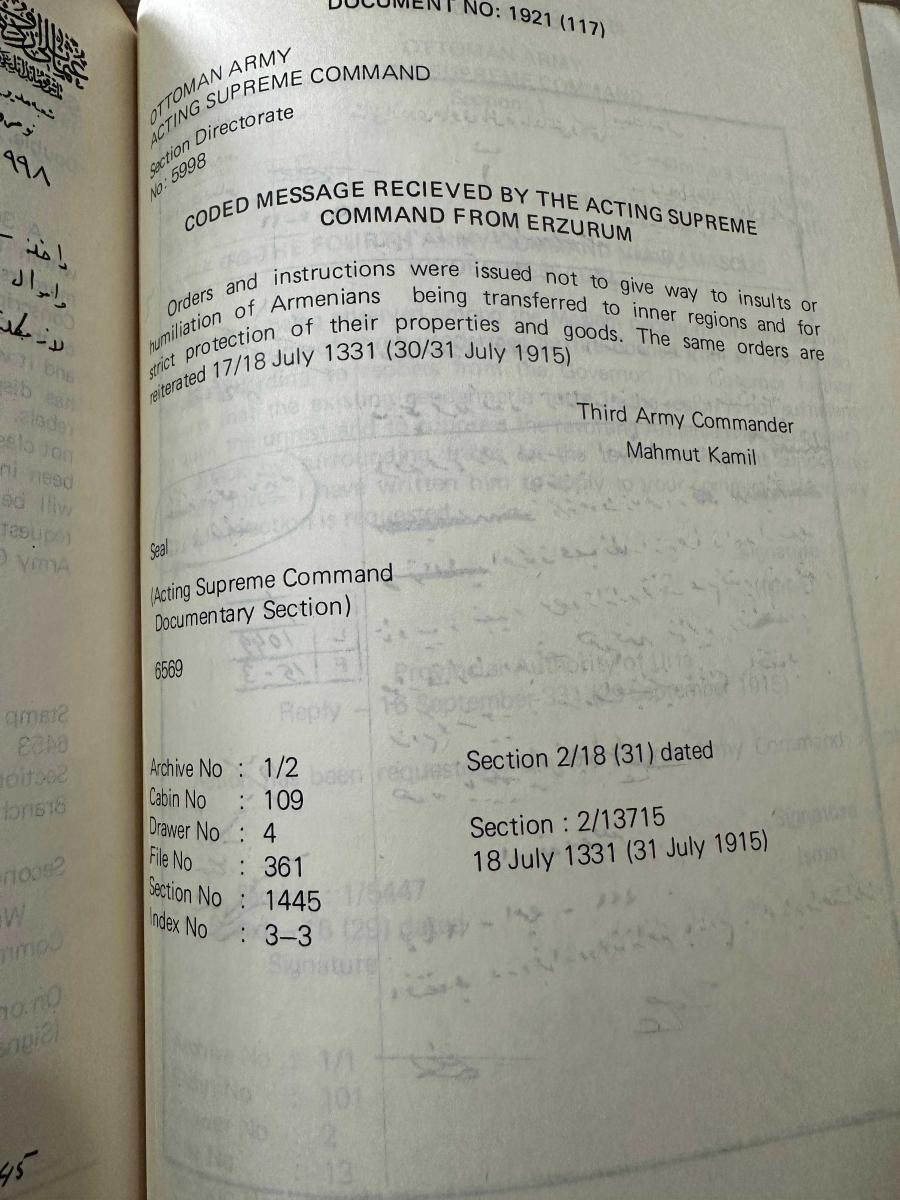 DOCUMENT NO: 1921 (117)
OTTOMAN ARMY
ACTING SUPREME COMMAND
Section Directorate
No: 5998
CODED MESSAGE RECIEVED BY THE ACTING SUPREME
COMMAND FROM ERZURUM
Orders and instructions were issued not to give way to insults or
humiliation of Armenians being transferred to inner regions and for
strict protection of their properties and goods. The same orders are
reiterated 17/18 July 1331 (30/31 July 1915)
Third Army Commander
Mahmut Kamil
Seal
(Acting Supreme Command
Documentary Section)
6569
Archive No : 1/2
Cabin No : 109
Drawer No : 4
File No : 361
Section No : 1445
Index No : 3–3
Section 2/18 (31) dated
Section : 2/13715
18 July 1331 (31 July 1915)
٩٩٨
45